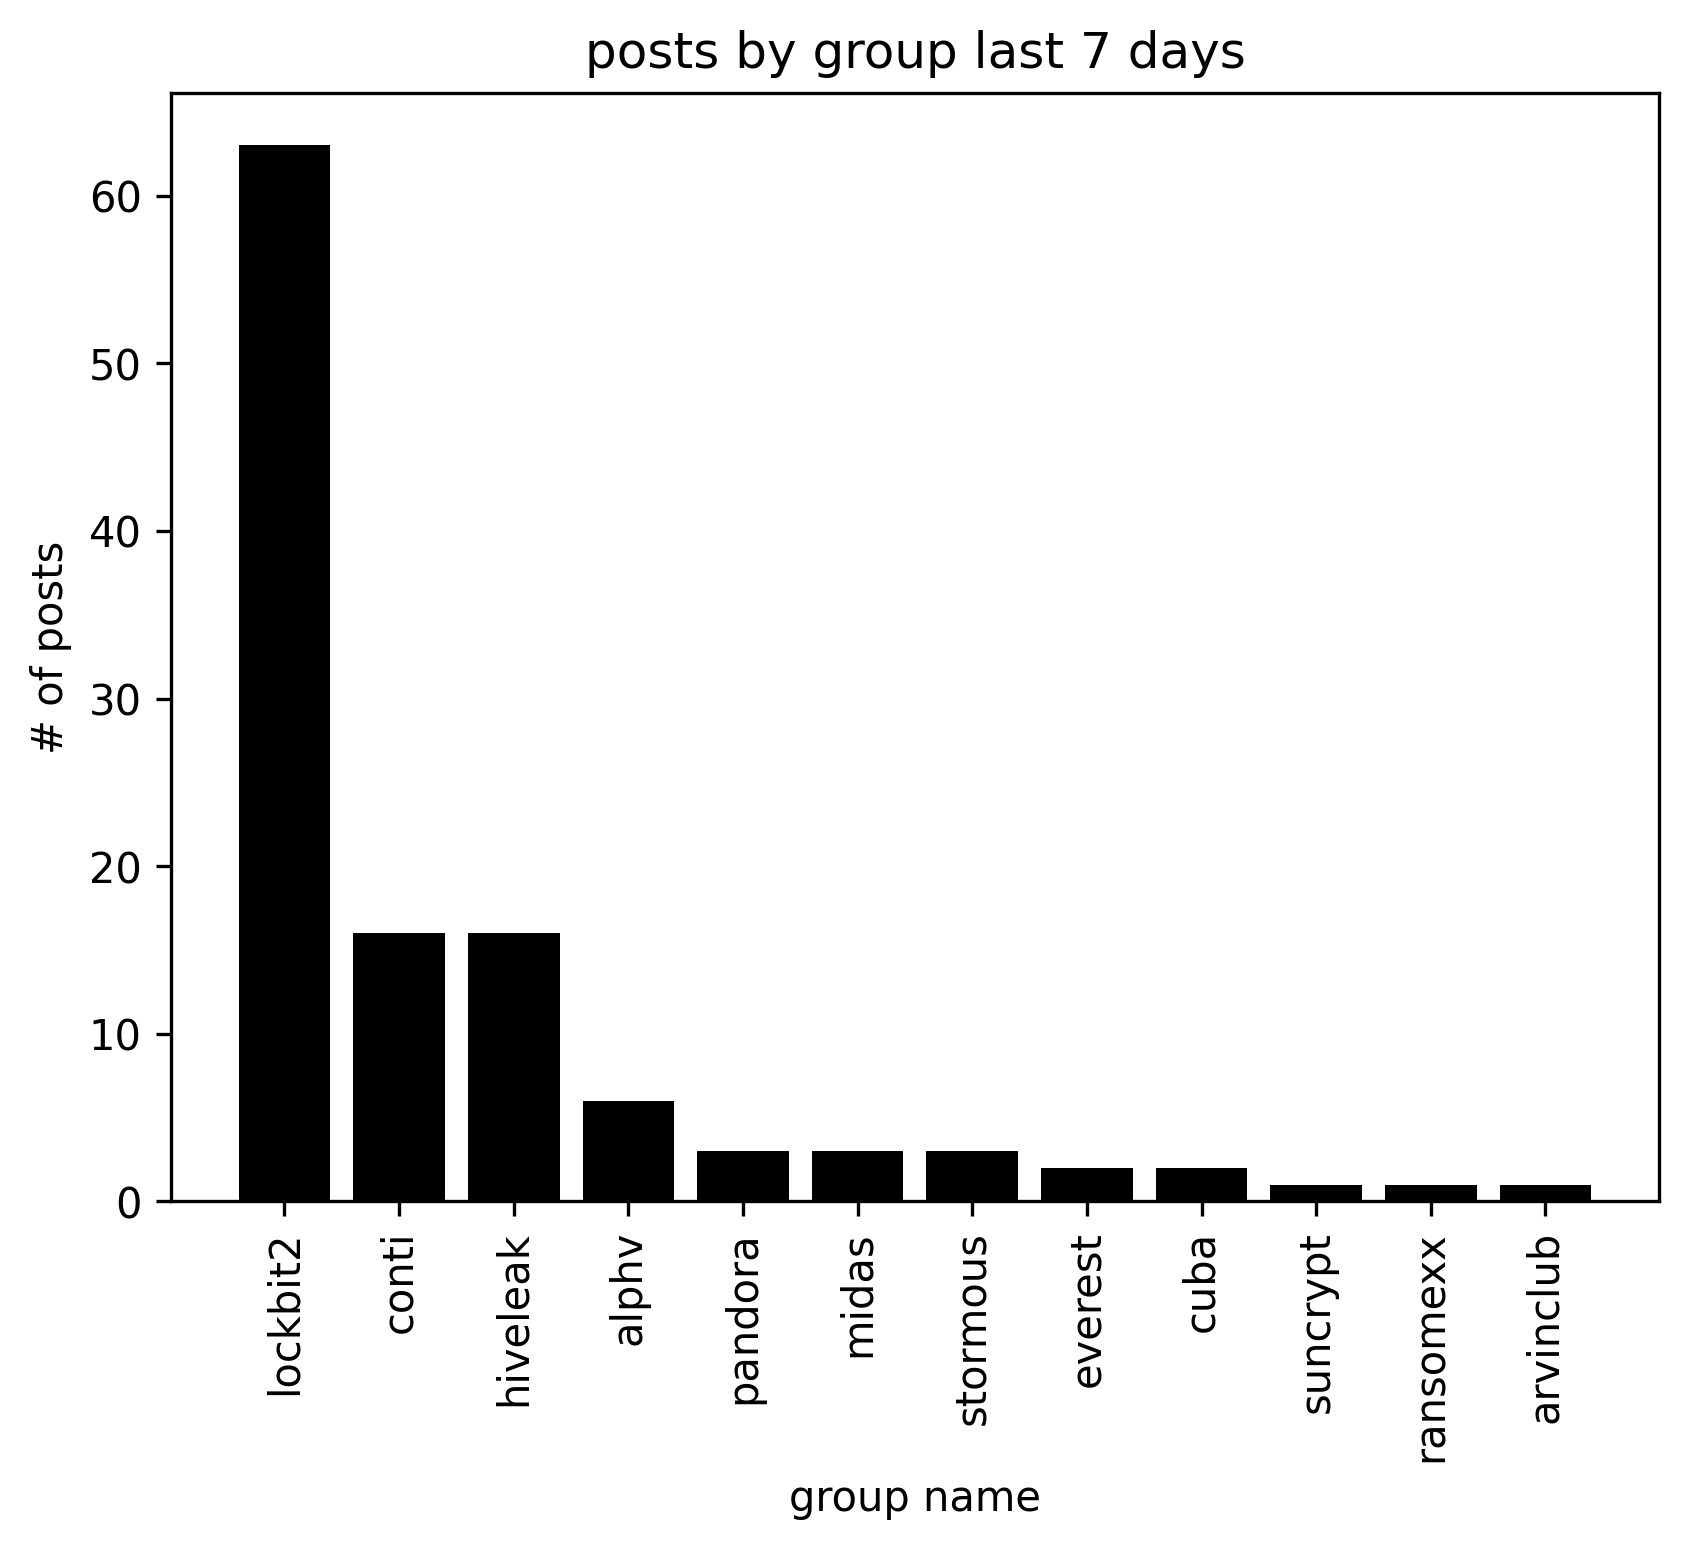 posts by group last 7 days
# of posts
60
50
40
30
20
10
0
lockbit2
conti
hiveleak
alphv
pandora
midas
stormous
everest
cuba
suncrypt
ransomexx
arvinclub
group name